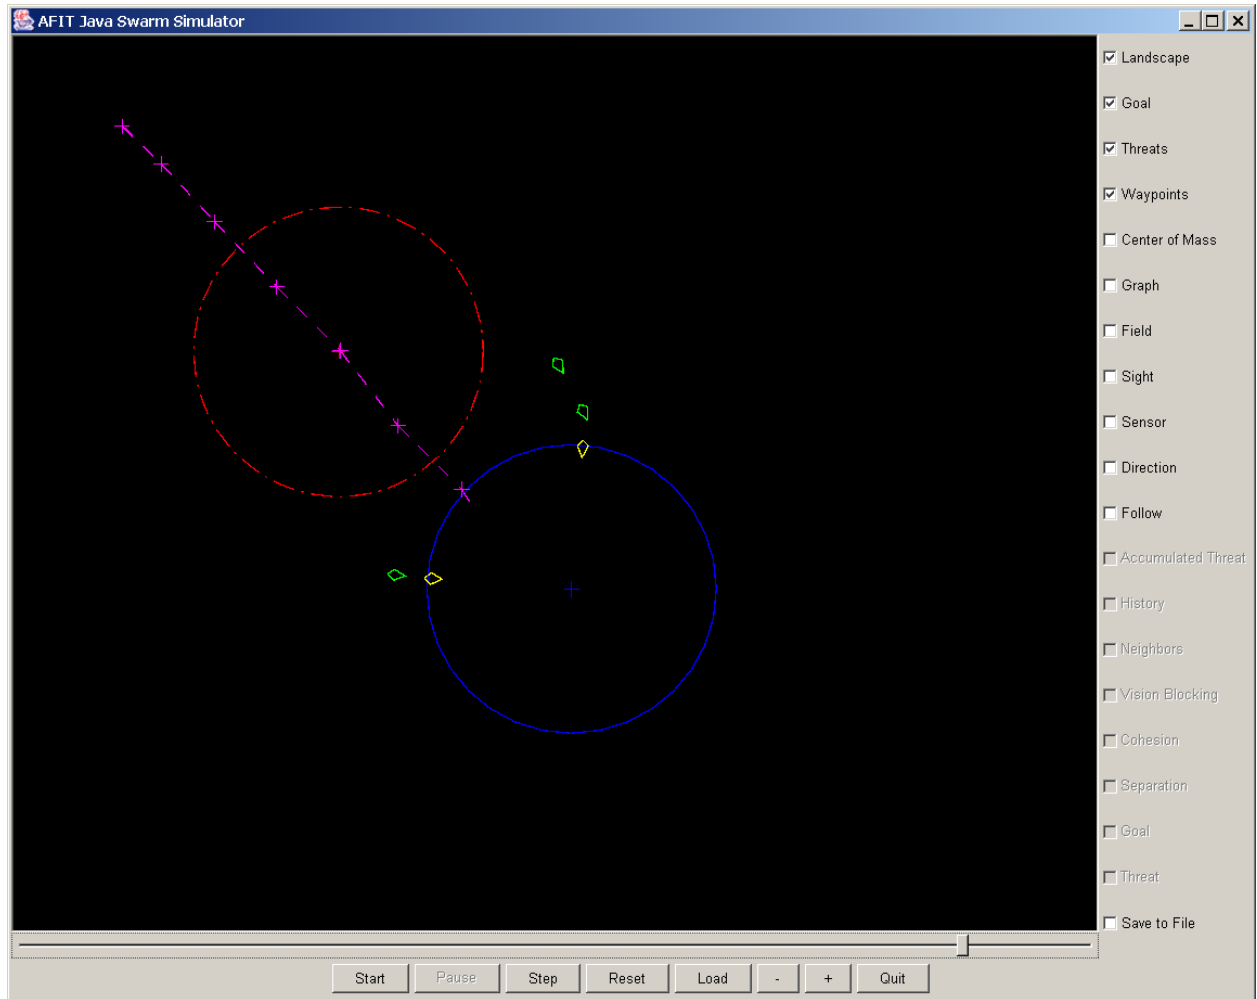 AFIT Java Swarm Simulator
Landscape
Goal
Threats
Waypoints
Center of Mass
Graph
Field
Sight
Sensor
Direction
Follow
Accumulated Threat
History
Neighbors
Vision Blocking
Cohesion
Separation
Goal
Threat
Save to File
Start Pause Step Reset Load - + Quit